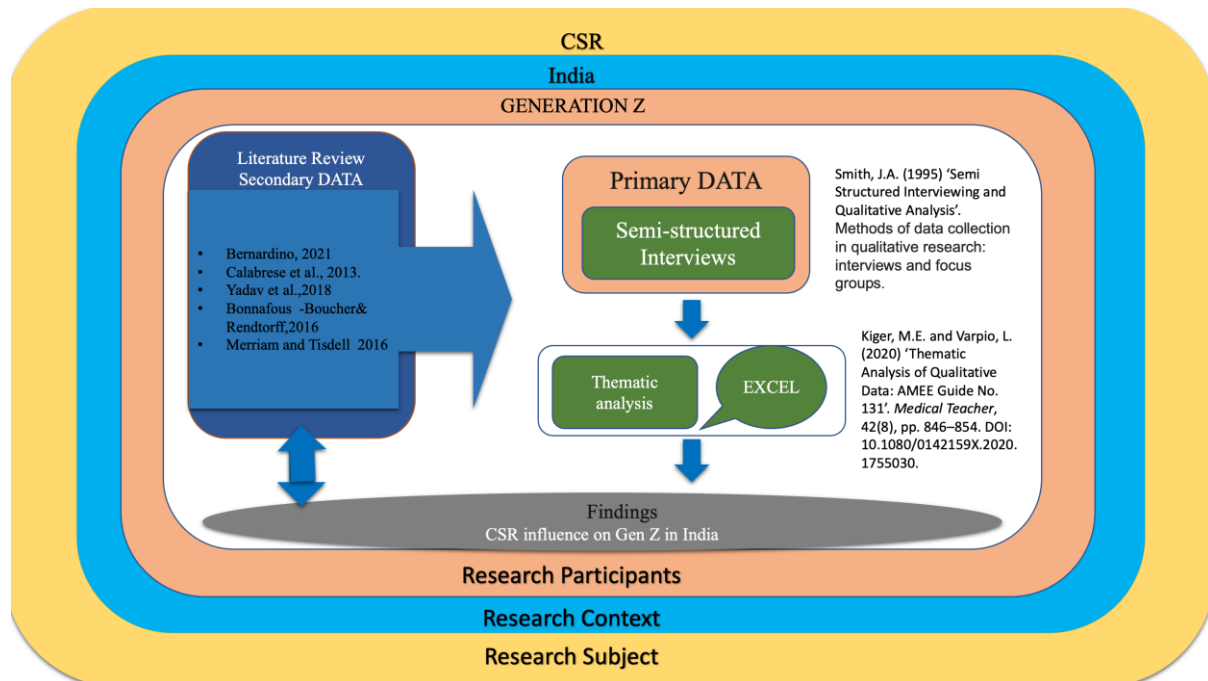 CSR
India
GENERATION Z
Literature Review
Secondary DATA
• Bernardino, 2021
• Calabrese et al., 2013.
• Yadav et al.,2018
• Bonnafous -Boucher&
Rendtorff,2016
• Merriam and Tisdell 2016
Primary DATA
Semi-structured
Interviews
Smith, J.A. (1995) ‘Semi
Structured Interviewing and
Qualitative Analysis’.
Methods of data collection
in qualitative research:
interviews and focus
groups.
Thematic
analysis
EXCEL
Kiger, M.E. and Varpio, L.
(2020) ‘Thematic
Analysis of Qualitative
Data: AMEE Guide No.
131’. Medical Teacher,
42(8), pp. 846–854. DOI:
10.1080/0142159X.2020.
1755030.
Findings
CSR influence on Gen Z in India
Research Participants
Research Context
Research Subject